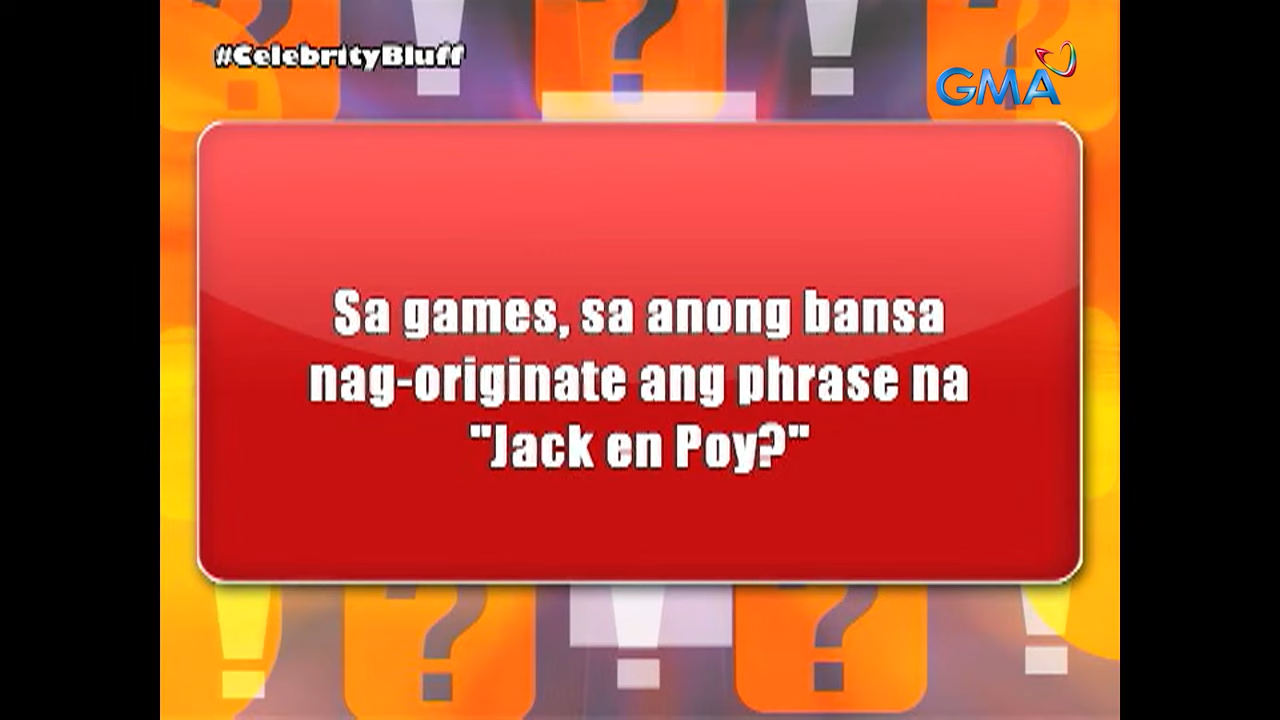 #CelebrityBluff
GMA
Sa games, sa anong bansa
nag-originate ang phrase na
"Jack en Poy?"